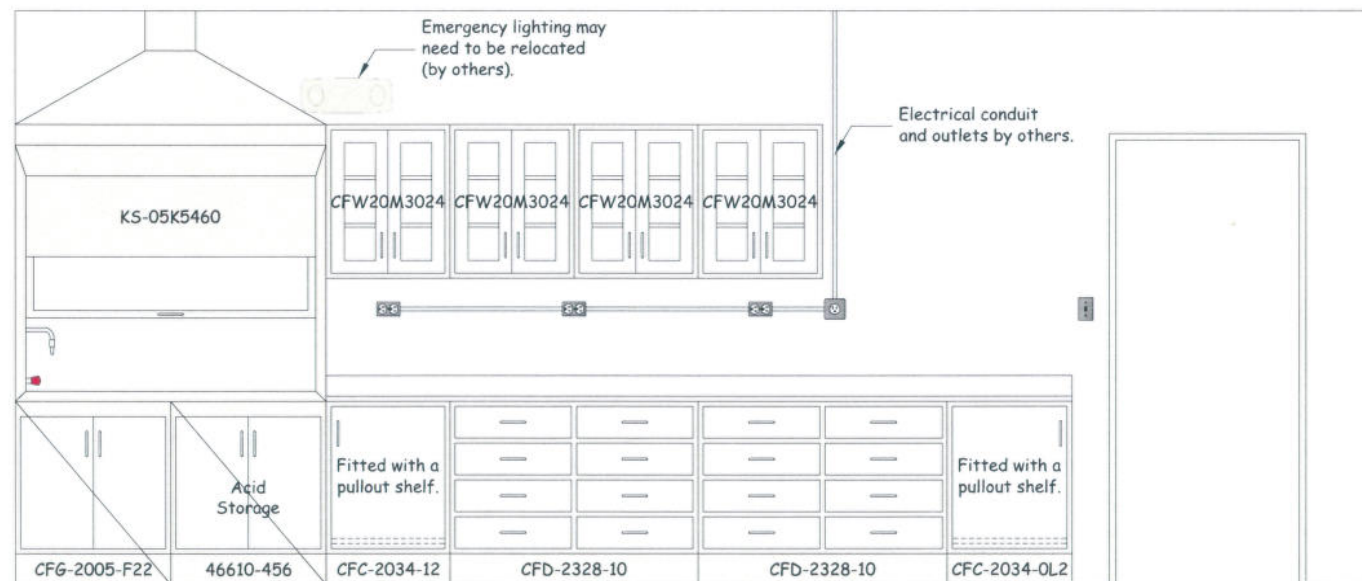 Emergency lighting may
need to be relocated
(by others).
Electrical conduit
and outlets by others.
KS-05K5460
CFW20M3024
CFW20M3024
CFW20M3024
CFW20M3024
Acid
Storage
Fitted with a
pullout shelf.
Fitted with a
pullout shelf.
CFG-2005-F22
46610-456
CFC-2034-12
CFD-2328-10
CFD-2328-10
CFC-2034-0L2